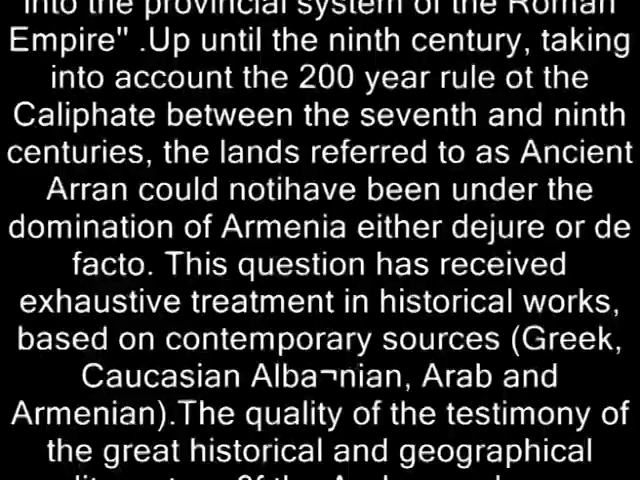 into the provincial system of the Roman
Empire" .Up until the ninth century, taking
into account the 200 year rule ot the
Caliphate between the seventh and ninth
centuries, the lands referred to as Ancient
Arran could notihave been under the
domination of Armenia either dejure or de
facto. This question has received
exhaustive treatment in historical works,
based on contemporary sources (Greek,
Caucasian Alba¬nian, Arab and
Armenian).The quality of the testimony of
the great historical and geographical